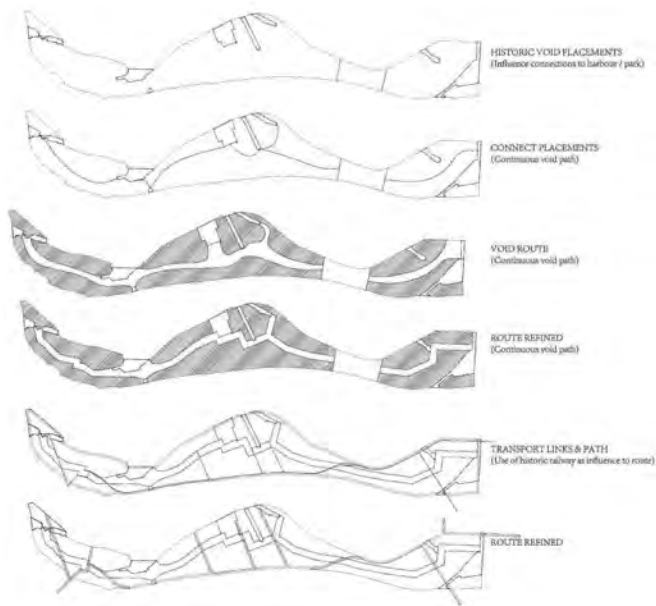 HISTORIC VOID PLACEMENTS
(Influence connections to harbour / park)
CONNECT PLACEMENTS
(Continuous void path)
VOID ROUTE
(Continuous void path)
ROUTE REFINED
(Continuous void path)
TRANSPORT LINKS & PATH
(Use of historic railway as influence to route)
ROUTE REFINED